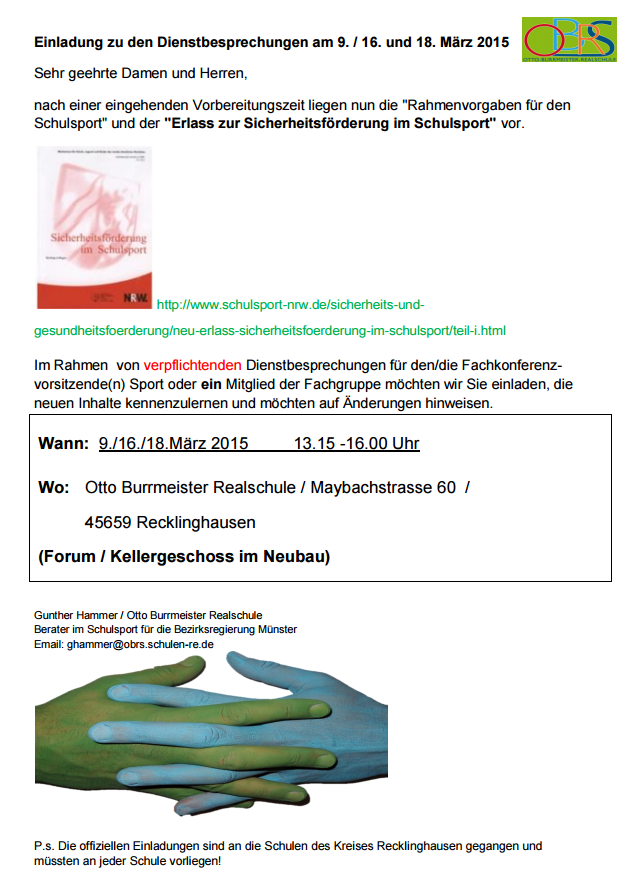 Einladung zu den Dienstbesprechungen am 9. / 16. und 18. März 2015
OBRS
OTTO-BURRMEISTER-REALSCHULE
Sehr geehrte Damen und Herren,
nach einer eingehenden Vorbereitungszeit liegen nun die "Rahmenvorgaben für den
Schulsport" und der "Erlass zur Sicherheitsförderung im Schulsport" vor.
Sicherheitsförderung
im Schulsport
NRW.
http://www.schulsport-nrw.de/sicherheits-und-
gesundheitsfoerderung/neu-erlass-sicherheitsfoerderung-im-schulsport/teil-i.html
Im Rahmen von verpflichtenden Dienstbesprechungen für den/die Fachkonferenz-
vorsitzende(n) Sport oder ein Mitglied der Fachgruppe möchten wir Sie einladen, die
neuen Inhalte kennenzulernen und möchten auf Änderungen hinweisen.
Wann: 9./16./18.März 2015 13.15 -16.00 Uhr
Wo: Otto Burrmeister Realschule / Maybachstrasse 60 /
45659 Recklinghausen
(Forum / Kellergeschoss im Neubau)
Gunther Hammer / Otto Burrmeister Realschule
Berater im Schulsport für die Bezirksregierung Münster
Email: ghammer@obrs.schulen-re.de
P.s. Die offiziellen Einladungen sind an die Schulen des Kreises Recklinghausen gegangen und
müssten an jeder Schule vorliegen!